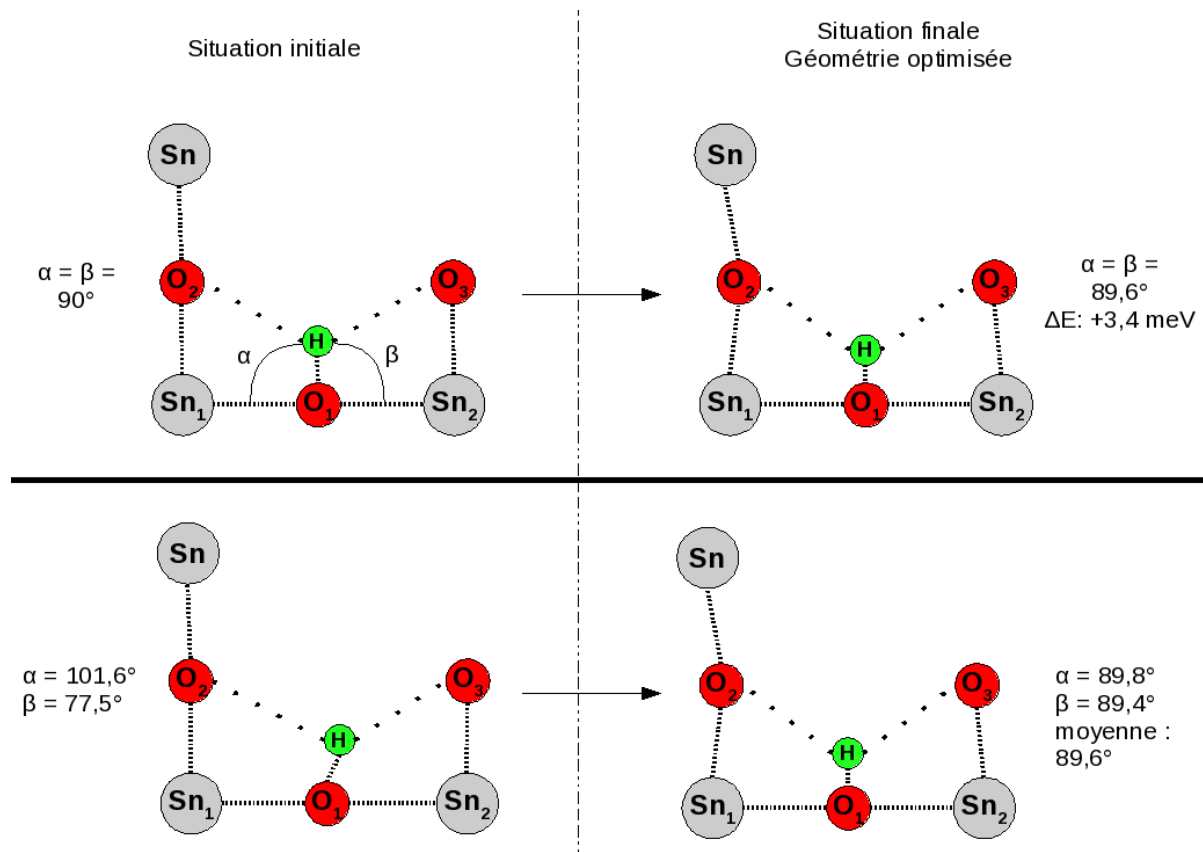 Situation initiale
Situation finale
Géométrie optimisée
Sn
Sn
α = β =
90°
O2
O3
H
α
β
Sn1
O1
Sn2
O2
O3
H
Sn1
O1
Sn2
α = β =
89,6°
ΔE: +3,4 meV
Sn
Sn
α = 101,6°
β = 77,5°
O2
O3
H
Sn1
O1
Sn2
O2
O3
H
Sn1
O1
Sn2
α = 89,8°
β = 89,4°
moyenne :
89,6°